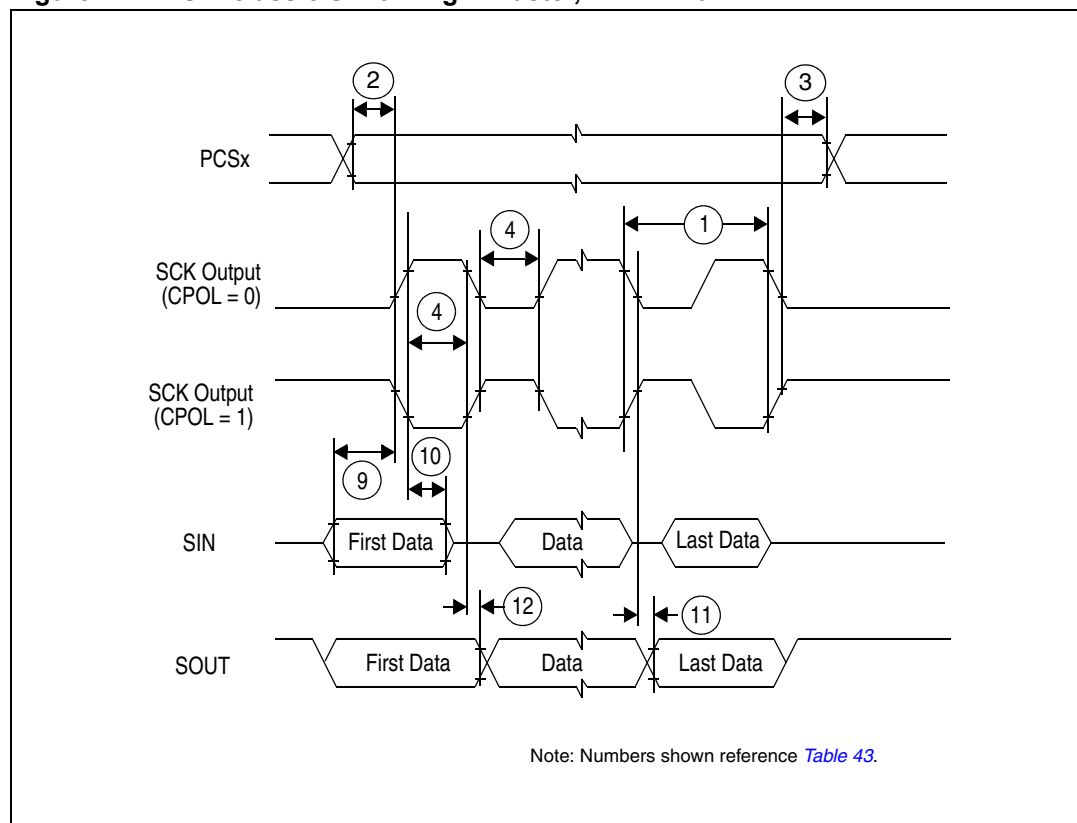 2
3
PCSx
4
1
SCK Output
(CPOL = 0)
4
SCK Output
(CPOL = 1)
9
10
SIN
First Data
Data
Last Data
12
11
SOUT
First Data
Data
Last Data
Note: Numbers shown reference Table 43.